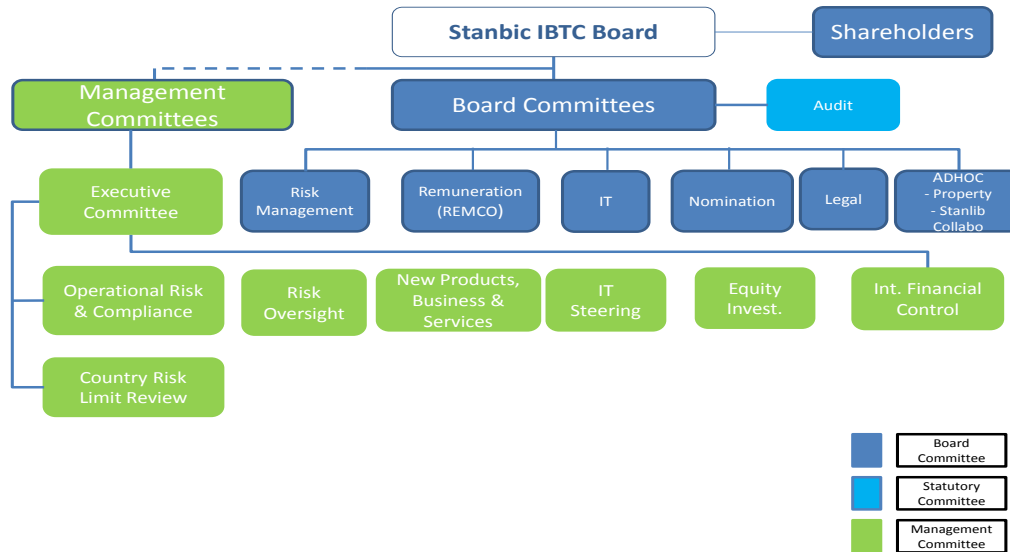 Stanbic IBTC Board
Shareholders
Management
Committees
Board Committees
Audit
Executive
Committee
Risk
Management
Remuneration
(REMCO)
IT
Nomination
Legal
ADHOC
- Property
- Stanlib
Collabo
Operational Risk
& Compliance
Risk
Oversight
New Products,
Business &
Services
IT
Steering
Equity
Invest.
Int. Financial
Control
Country Risk
Limit Review
Board
Committee
Statutory
Committee
Management
Committee